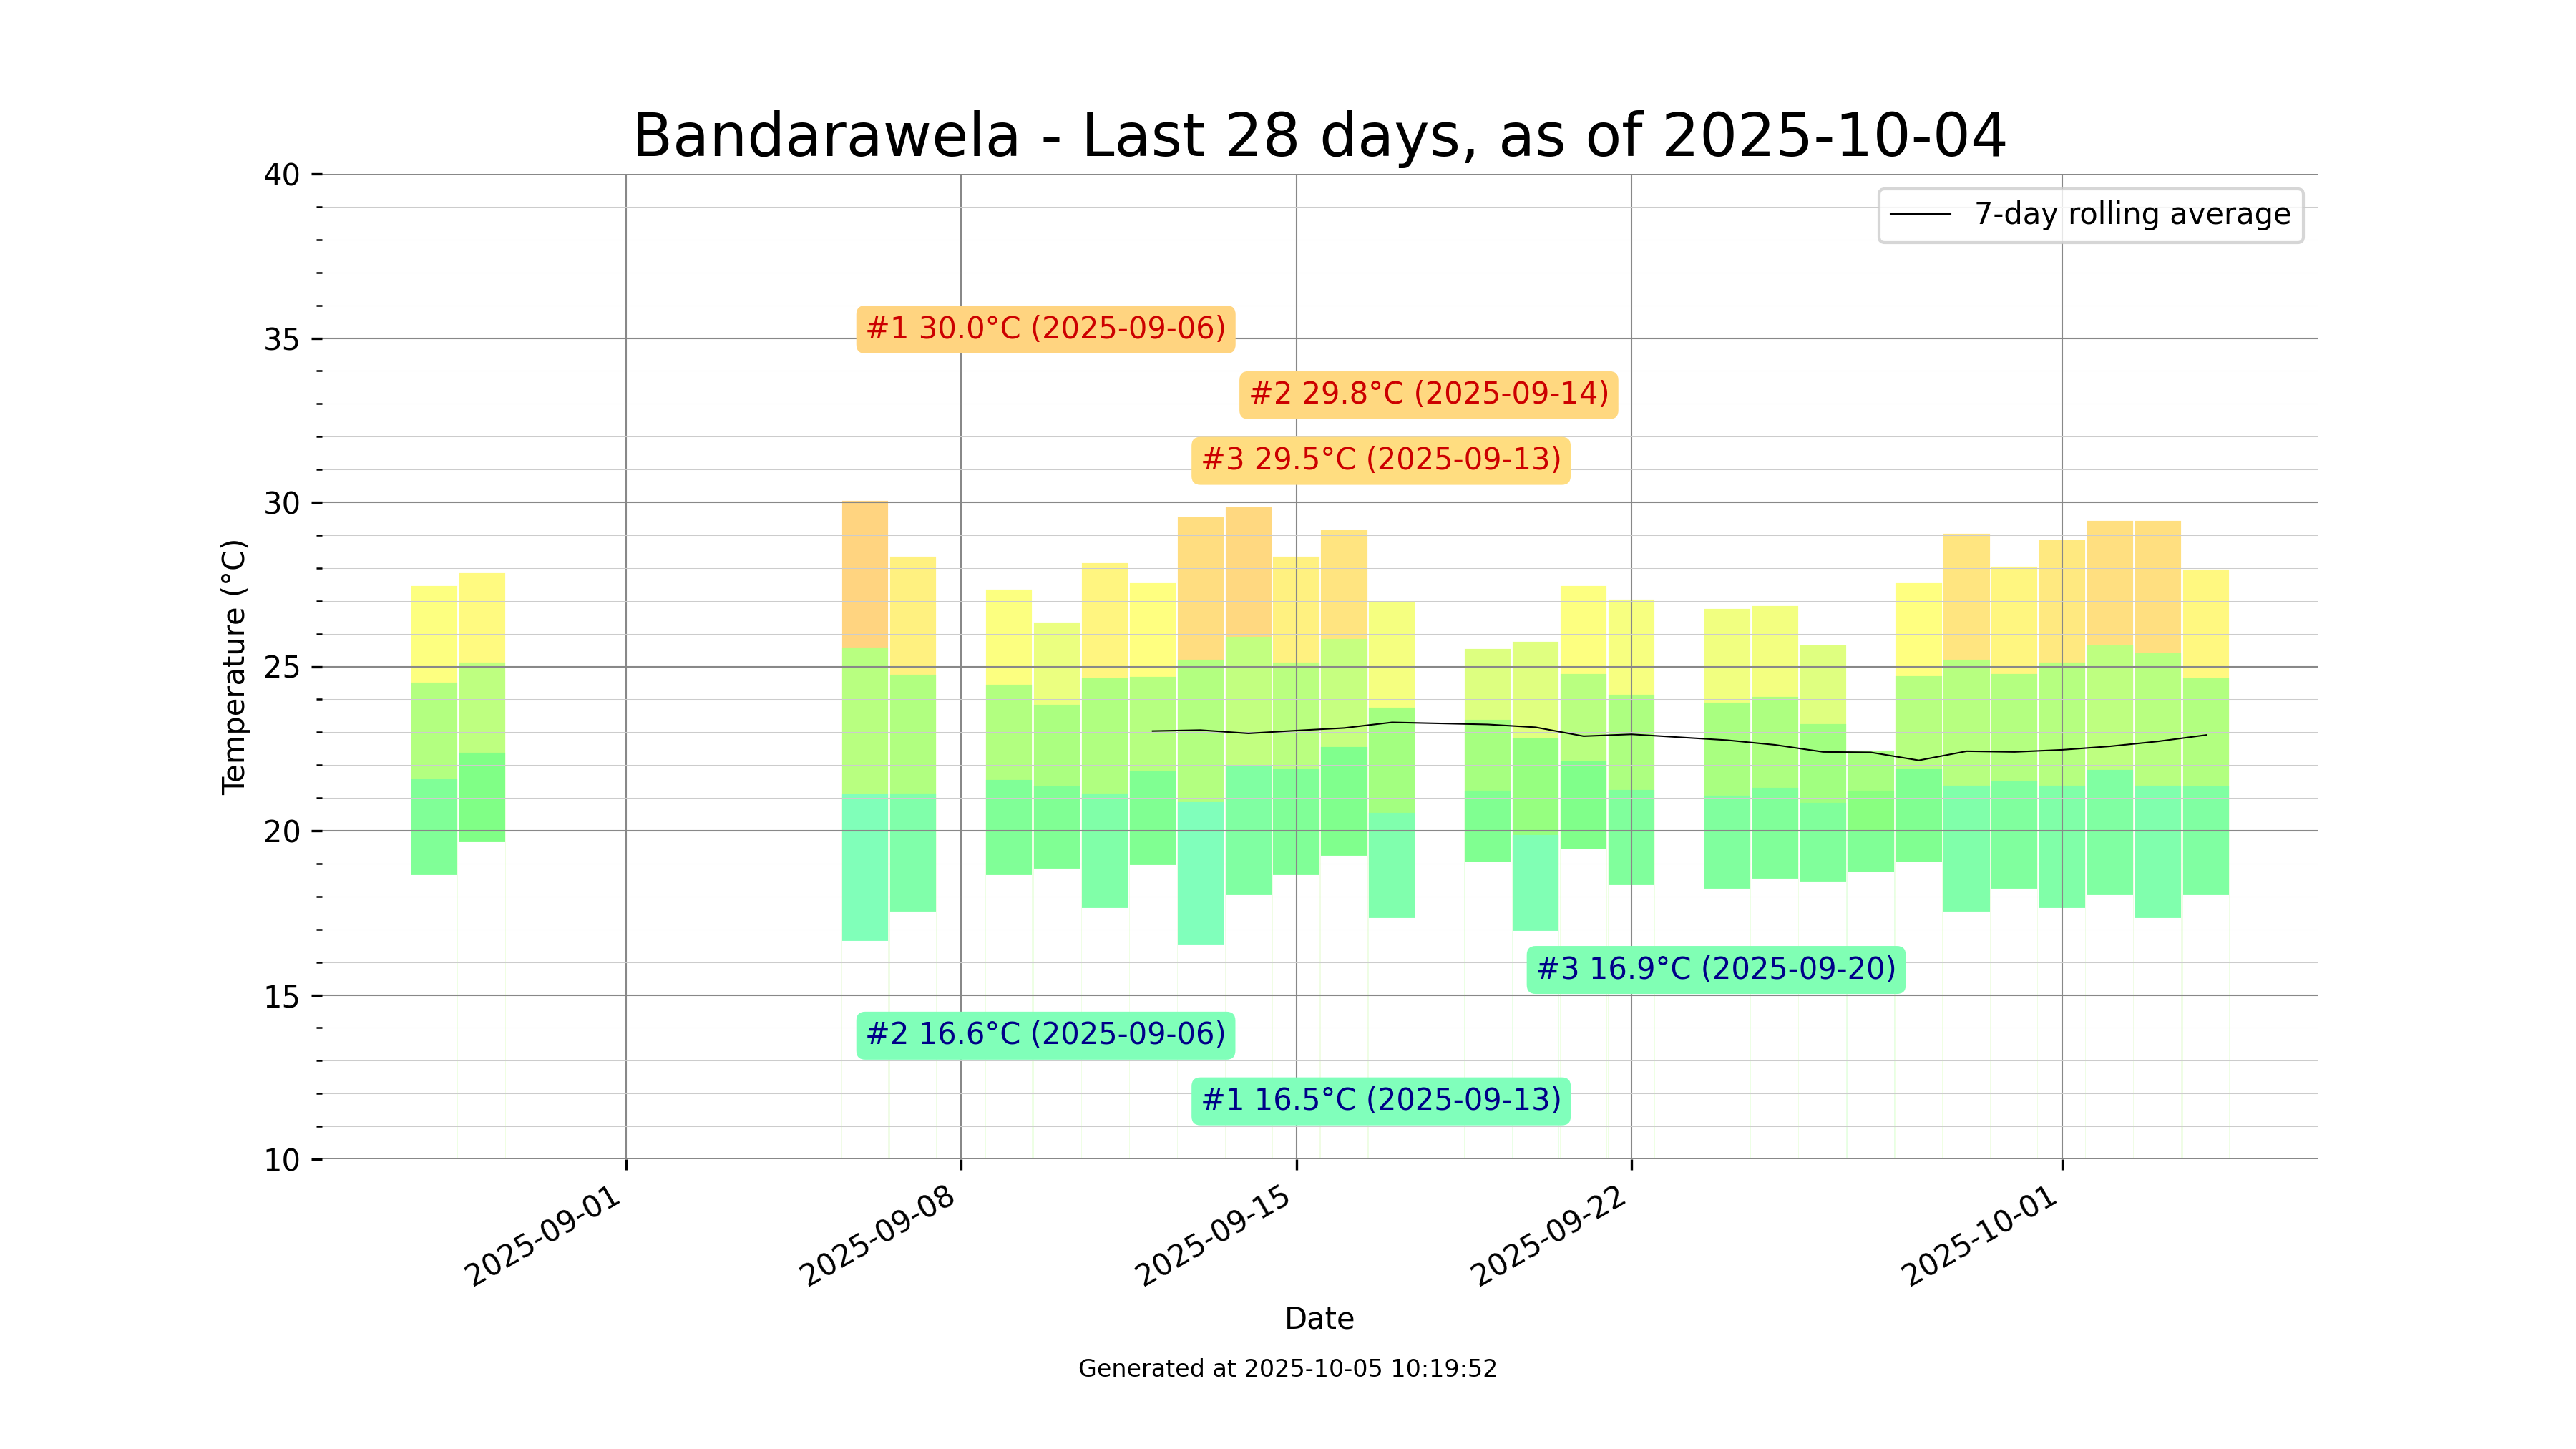 Bandarawela - Last 28 days, as of 2025-10-04
40
35
30
25
20
15
10
Temperature (°C)
7-day rolling average
#1 30.0°C (2025-09-06)
#2 29.8°C (2025-09-14)
#3 29.5°C (2025-09-13)
#3 16.9°C (2025-09-20)
#2 16.6°C (2025-09-06)
#1 16.5°C (2025-09-13)
2025-09-01
2025-09-08
2025-09-15
2025-09-22
2025-10-01
Date
Generated at 2025-10-05 10:19:52